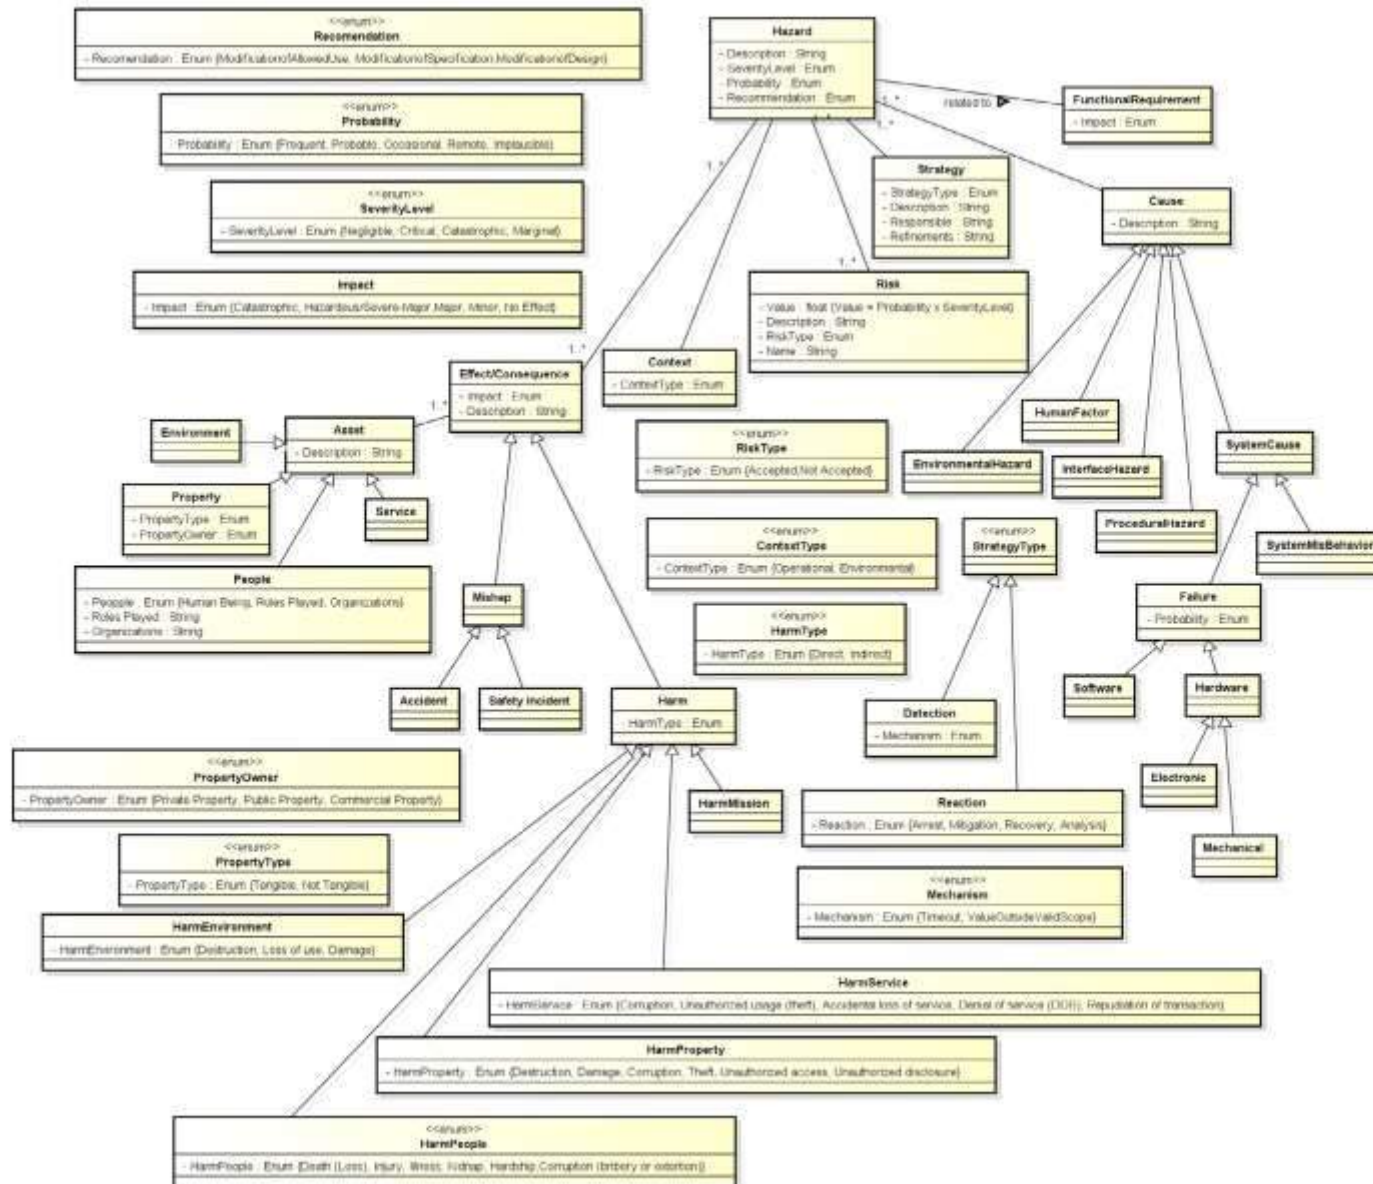 <<enum>>
Recomendation
- Recomendation : Enum {ModificationofAllowedUse, ModificationofSpecification,ModificationofDesign}
<<enum>>
Probability
- Probability : Enum {Frequent, Probable, Occasional, Remote, Implausible}
<<enum>>
SeverityLevel
- SeverityLevel : Enum {Negligible, Critical, Catastrophic, Marginal}
Impact
- Impact : Enum {Catastrophic, Hazardeus/Severe-Major,Major, Minor, No Effect}
Hazard
- Description : String
- SeverityLevel : Enum
- Probability : Enum
- Recommendation : Enum
1..*
related to
FunctionalRequirement
- Impact : Enum
1..*
1..*
1..*
Strategy
- StrategyType : Enum
- Description : String
- Responsible : String
- Refinements : String
Cause
- Description : String
1..*
Risk
- Value : float {Value = Probability x SeverityLevel}
- Description : String
- RiskType : Enum
- Name : String
1..*
Context
- ContextType : Enum
Effect/Consequence
- Impact : Enum
- Description : String
1..*
Environment
Asset
- Description : String
Property
- PropertyType : Enum
- PropertyOwner : Enum
Service
People
- Peopple : Enum {Human Being, Roles Played, Organizations}
- Roles Played : String
- Organizations : String
<<enum>>
RiskType
- RiskType : Enum {Accepted,Not Accepted}
HumanFactor
EnvironmentalHazard
InterfaceHazard
SystemCause
ProceduralHazard
SystemMisBehavior
<<enum>>
ContextType
- ContextType : Enum {Operational, Environmental}
<<enum>>
StrategyType
Mishap
Failure
- Probability : Enum
<<enum>>
HarmType
- HarmType : Enum {Direct, Indirect}
Accident
Safety Incident
Harm
- HarmType : Enum
Detection
- Mechanism : Enum
Software
Hardware
<<enum>>
PropertyOwner
- PropertyOwner : Enum {Private Property, Public Property, Commercial Property}
HarmMission
Reaction
- Reaction : Enum {Arrest, Mitigation, Recovery, Analysis}
Electronic
Mechanical
<<enum>>
PropertyType
- PropertyType : Enum {Tangible, Not Tangible}
<<enum>>
Mechanism
- Mechanism : Enum {Timeout, ValueOutsideValidScope}
HarmEnvironment
- HarmEnvironment : Enum {Destruction, Loss of use, Damage}
HarmService
- HarmService : Enum {Corruption, Unauthorized usage (theft), Accidental loss of service, Denial of service (DOS), Repudiation of transaction}
HarmProperty
- HarmProperty : Enum {Destruction, Damage, Corruption, Theft, Unauthorized access, Unauthorized disclosure}
<<enum>>
HarmPeople
- HarmPeople : Enum {Death (Loss), Injury, Illness, Kidnap, Hardship,Corruption (bribery or extortion)}